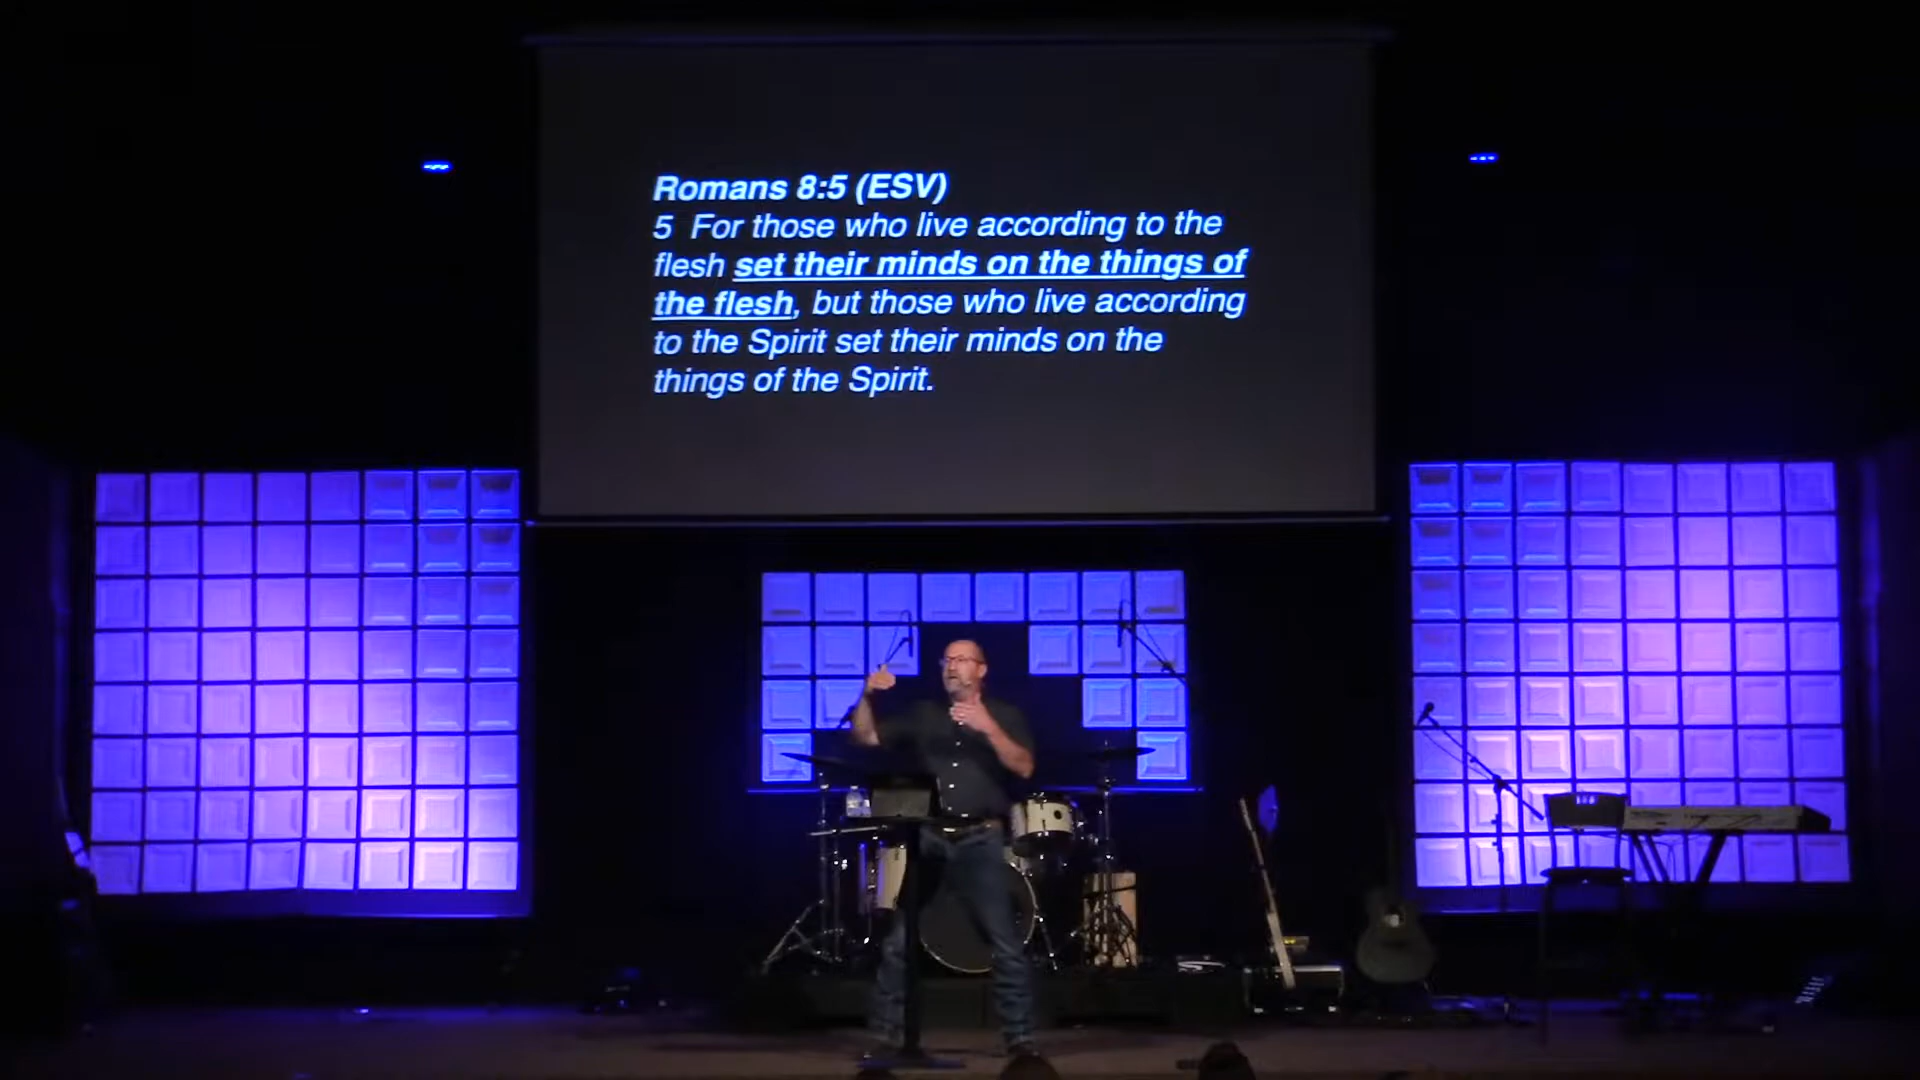 Romans 8:5 (ESV)
5 For those who live according to the
flesh set their minds on the things of
the flesh, but those who live according
to the Spirit set their minds on the
things of the Spirit.